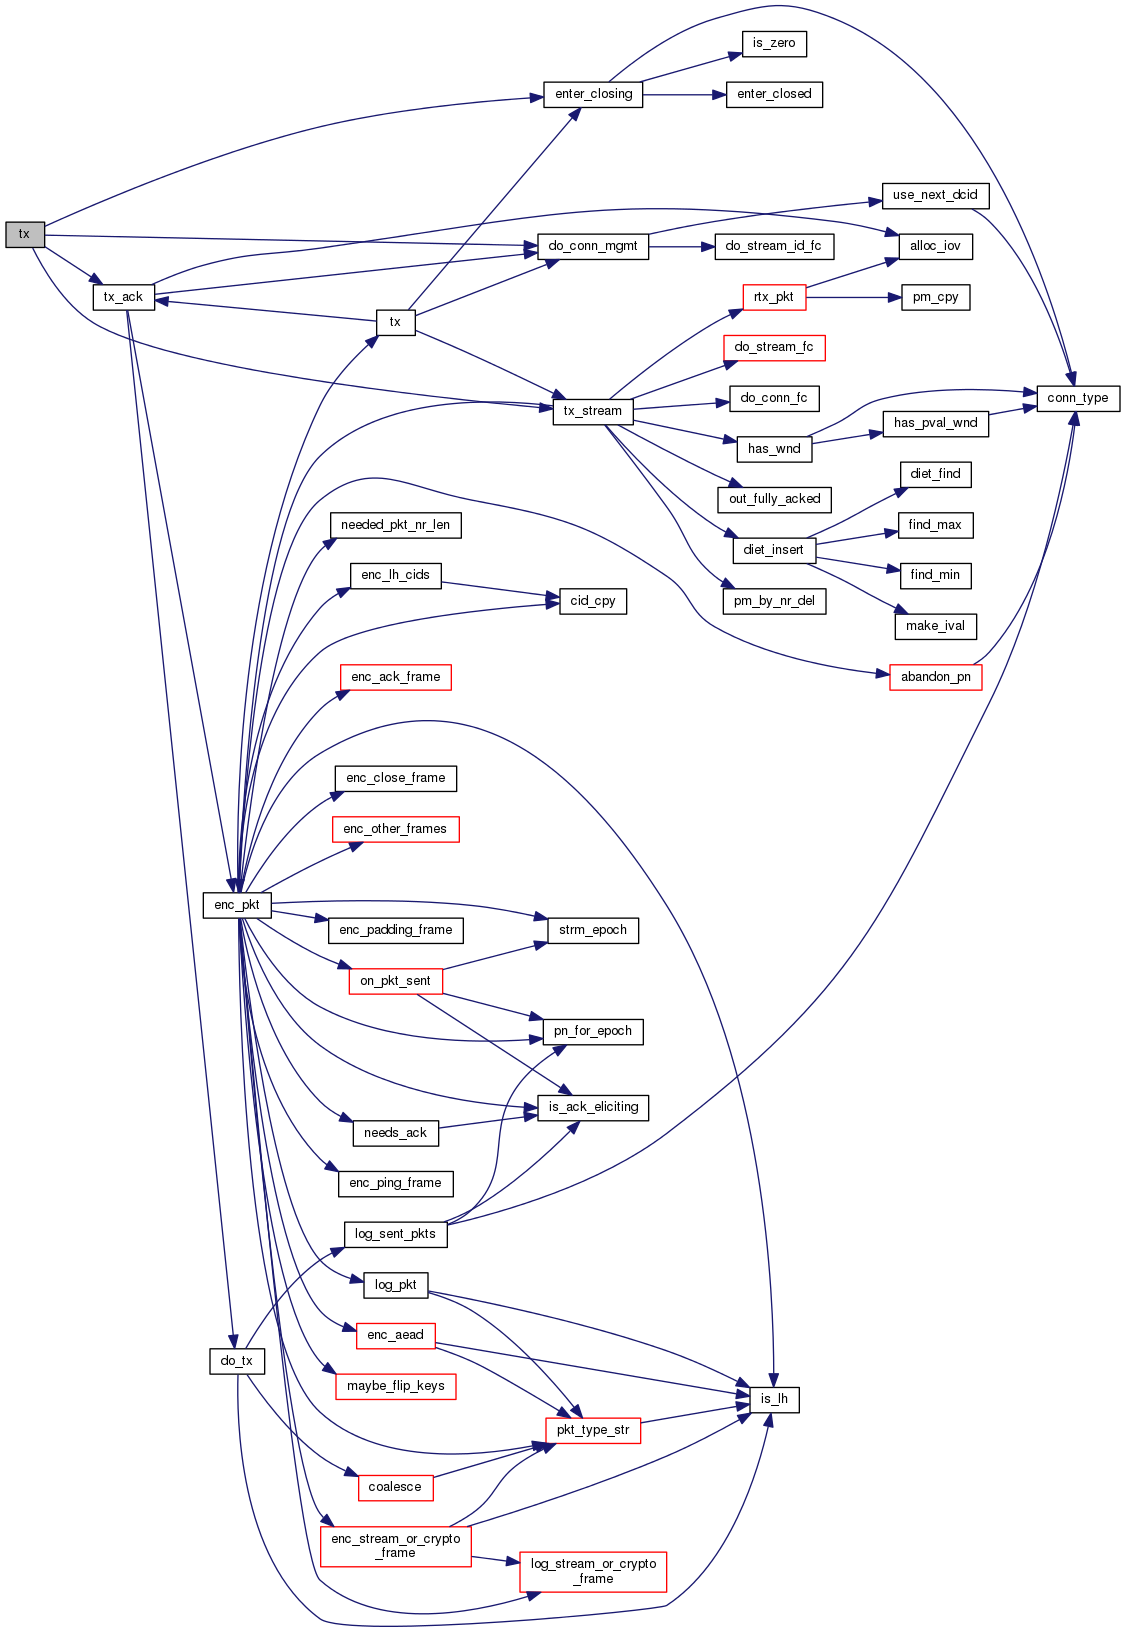 is_zero
enter_closing
enter_closed
use_next_dcid
tx
do_conn_mgmt
do_stream_id_fc
alloc_iov
tx_ack
rtx_pkt
pm_cpy
tx
do_stream_fc
do_conn_fc
conn_type
tx_stream
has_pval_wnd
has_wnd
diet_find
out_fully_acked
needed_pkt_nr_len
find_max
diet_insert
enc_lh_cids
find_min
cid_cpy
pm_by_nr_del
make_ival
enc_ack_frame
abandon_pn
enc_close_frame
enc_other_frames
enc_pkt
enc_padding_frame
strm_epoch
on_pkt_sent
pn_for_epoch
is_ack_eliciting
needs_ack
enc_ping_frame
log_sent_pkts
log_pkt
enc_aead
do_tx
maybe_flip_keys
is_lh
pkt_type_str
coalesce
enc_stream_or_crypto
_frame
log_stream_or_crypto
_frame